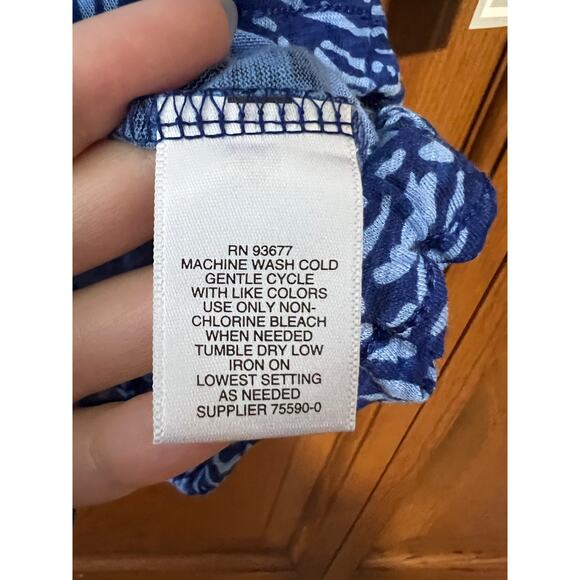 RN 93677
MACHINE WASH COLD
GENTLE CYCLE
WITH LIKE COLORS
USE ONLY NON-
CHLORINE BLEACH
WHEN NEEDED
TUMBLE DRY LOW
IRON ON
LOWEST SETTING
AS NEEDED
SUPPLIER 75590-0